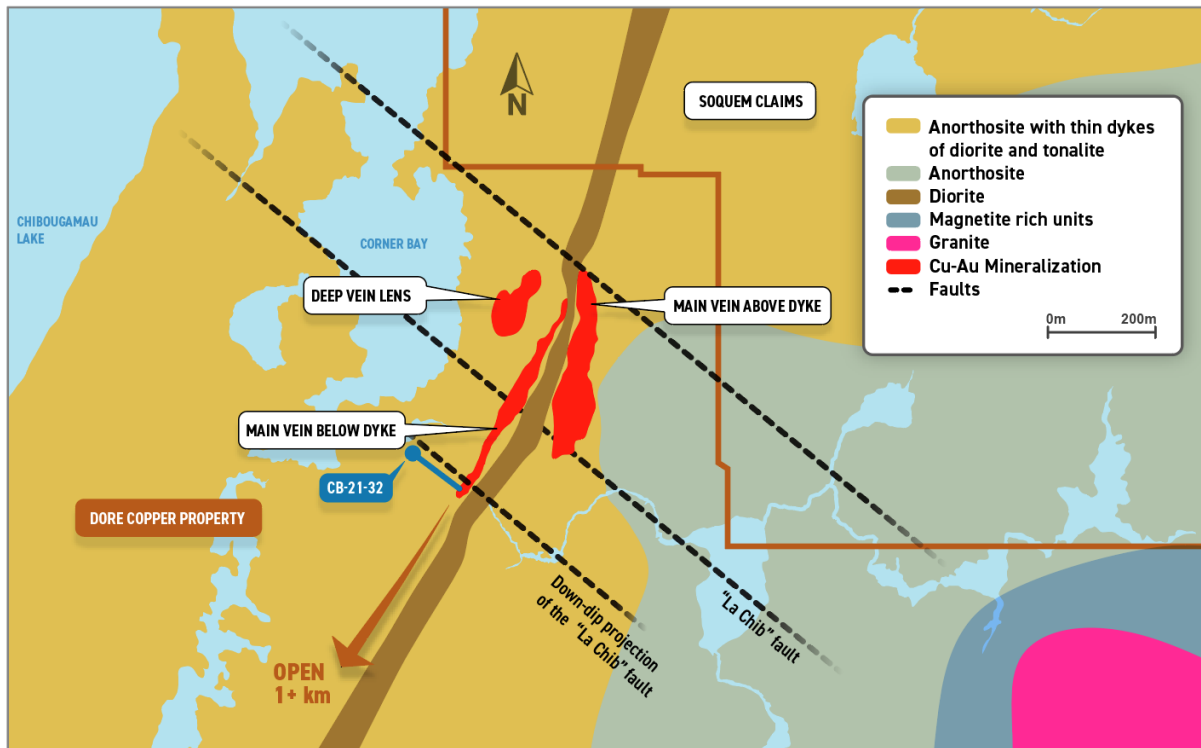 N
SOQUEM CLAIMS
Anorthosite with thin dykes
of diorite and tonalite
Anorthosite
Diorite
Magnetite rich units
Granite
Cu-Au Mineralization
Faults
0m
200m
CHIBOUGAMAU
LAKE
CORNER BAY
DEEP VEIN LENS
MAIN VEIN ABOVE DYKE
MAIN VEIN BELOW DYKE
CB-21-32
DORE COPPER PROPERTY
Down-dip projection
of the "La Chib" fault
"La Chib" fault
OPEN
1+ km